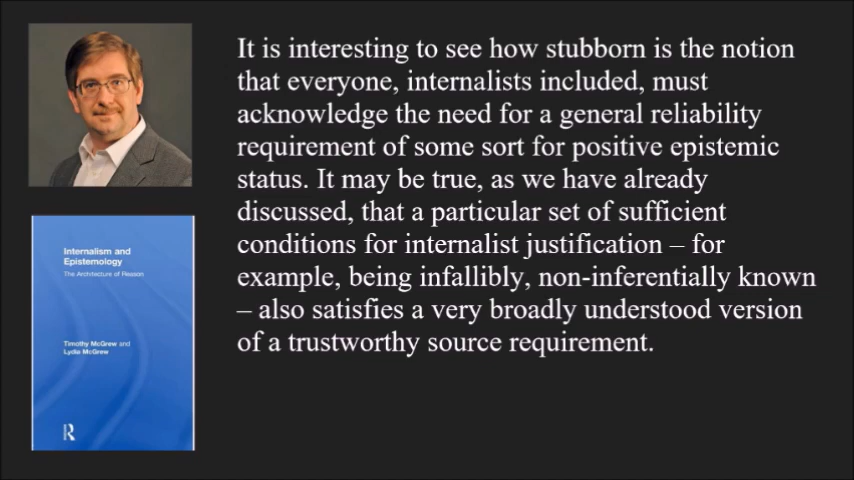 It is interesting to see how stubborn is the notion
that everyone, internalists included, must
acknowledge the need for a general reliability
requirement of some sort for positive epistemic
status. It may be true, as we have already
discussed, that a particular set of sufficient
conditions for internalist justification – for
example, being infallibly, non-inferentially known
– also satisfies a very broadly understood version
of a trustworthy source requirement.
Internalism and
Epistemology
The Architecture of Reason
Timothy McGrew and
Lydia McGrew
R